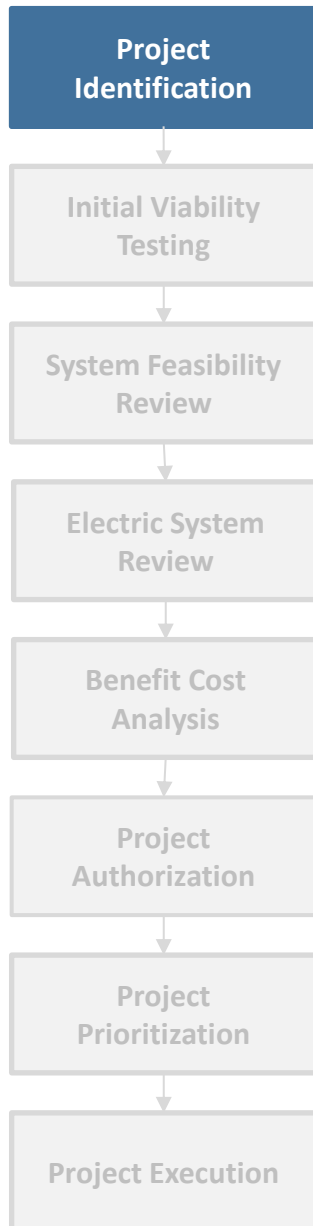 Project
Identification
Initial Viability
Testing
System Feasibility
Review
Electric System
Review
Benefit Cost
Analysis
Project
Authorization
Project
Prioritization
Project Execution